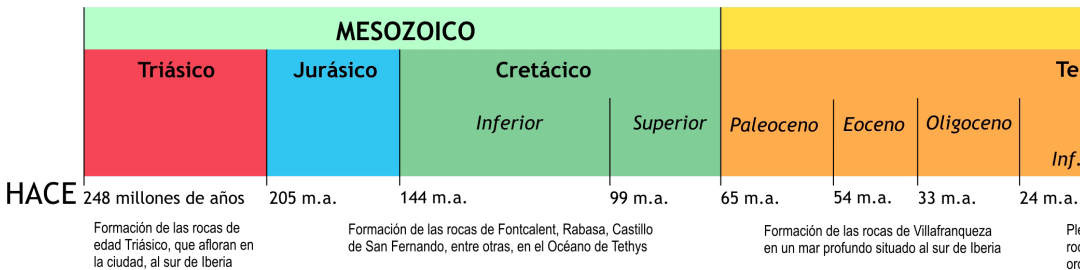 MESOZOICO
Triásico Jurásico Cretácico
Inferior Superior Paleoceno Eoceno Oligoceno
Inf.
HACE 248 millones de años 205 m.a. 144 m.a. 99 m.a. 65 m.a. 54 m.a. 33 m.a. 24 m.a.
Formación de las rocas de
edad Triásico, que afloran en
la ciudad, al sur de Iberia
Formación de las rocas de Fontcalent, Rabasa, Castillo
de San Fernando, entre otras, en el Océano de Tethys
Formación de las rocas de Villafranqueza
en un mar profundo situado al sur de Iberia